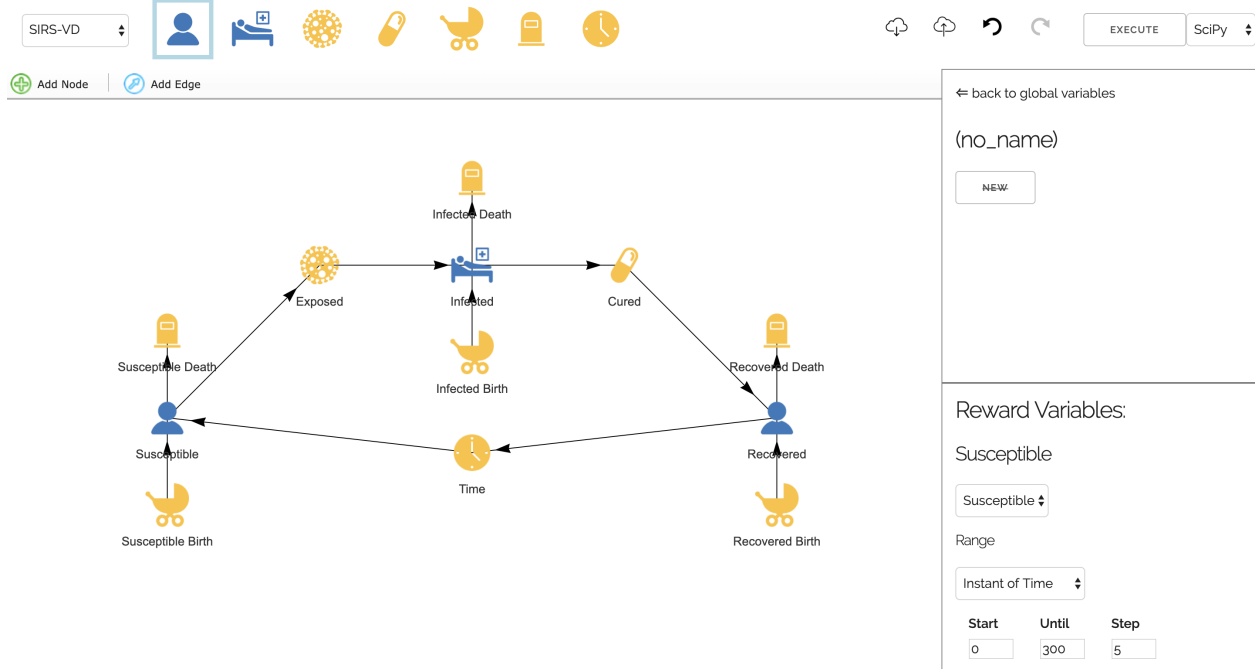 SIRS-VD
EXECUTE
SciPy
Add Node
Add Edge
⇐ back to global variables
(no_name)
NEW
Infected Death
Exposed
Infected
Cured
Susceptible Death
Recovered Death
Infected Birth
Susceptible
Recovered
Time
Susceptible Birth
Recovered Birth
Reward Variables:
Susceptible
Susceptible
Range
Instant of Time
Start Until Step
0 300 5